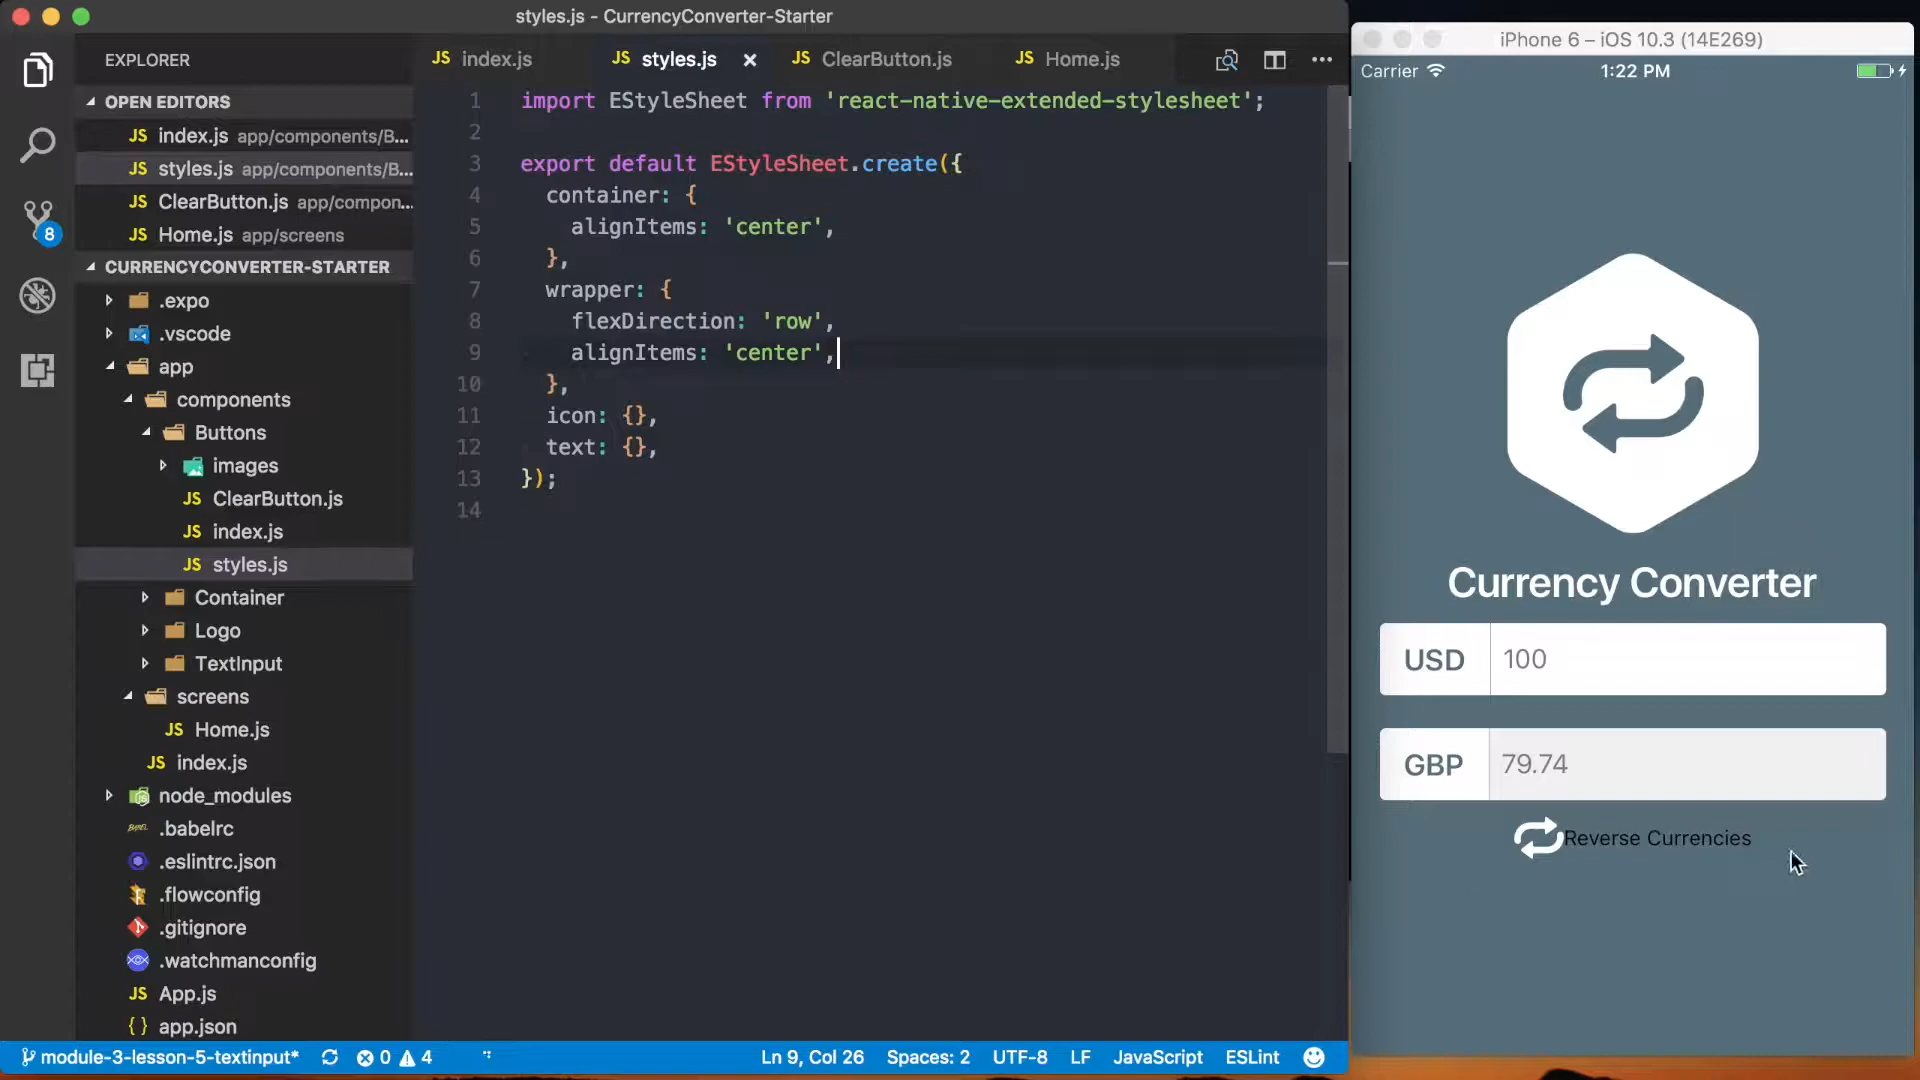 styles.js - CurrencyConverter-Starter
EXPLORER
OPEN EDITORS
JS index.js app/components/B...
JS styles.js app/components/B...
JS ClearButton.js app/compon...
JS Home.js app/screens
8
CURRENCYCONVERTER-STARTER
.expo
.vscode
app
components
Buttons
images
JS ClearButton.js
JS index.js
JS styles.js
Container
Logo
TextInput
screens
JS Home.js
JS index.js
node_modules
BABEL .babelrc
.eslintrc.json
.flowconfig
.gitignore
.watchmanconfig
JS App.js
{ } app.json
JS index.js
JS styles.js ×
JS ClearButton.js
JS Home.js
1 import EStyleSheet from 'react-native-extended-stylesheet';
2
3 export default EStyleSheet.create({
4 container: {
5 alignItems: 'center',
6 },
7 wrapper: {
8 flexDirection: 'row',
9 alignItems: 'center',
10 },
11 icon: {},
12 text: {},
13 });
14
module-3-lesson-5-textinput* 0 4 Ln 9, Col 26 Spaces: 2 UTF-8 LF JavaScript ESLint
iPhone 6 – iOS 10.3 (14E269)
Carrier 1:22 PM
Currency Converter
USD 100
GBP 79.74
Reverse Currencies